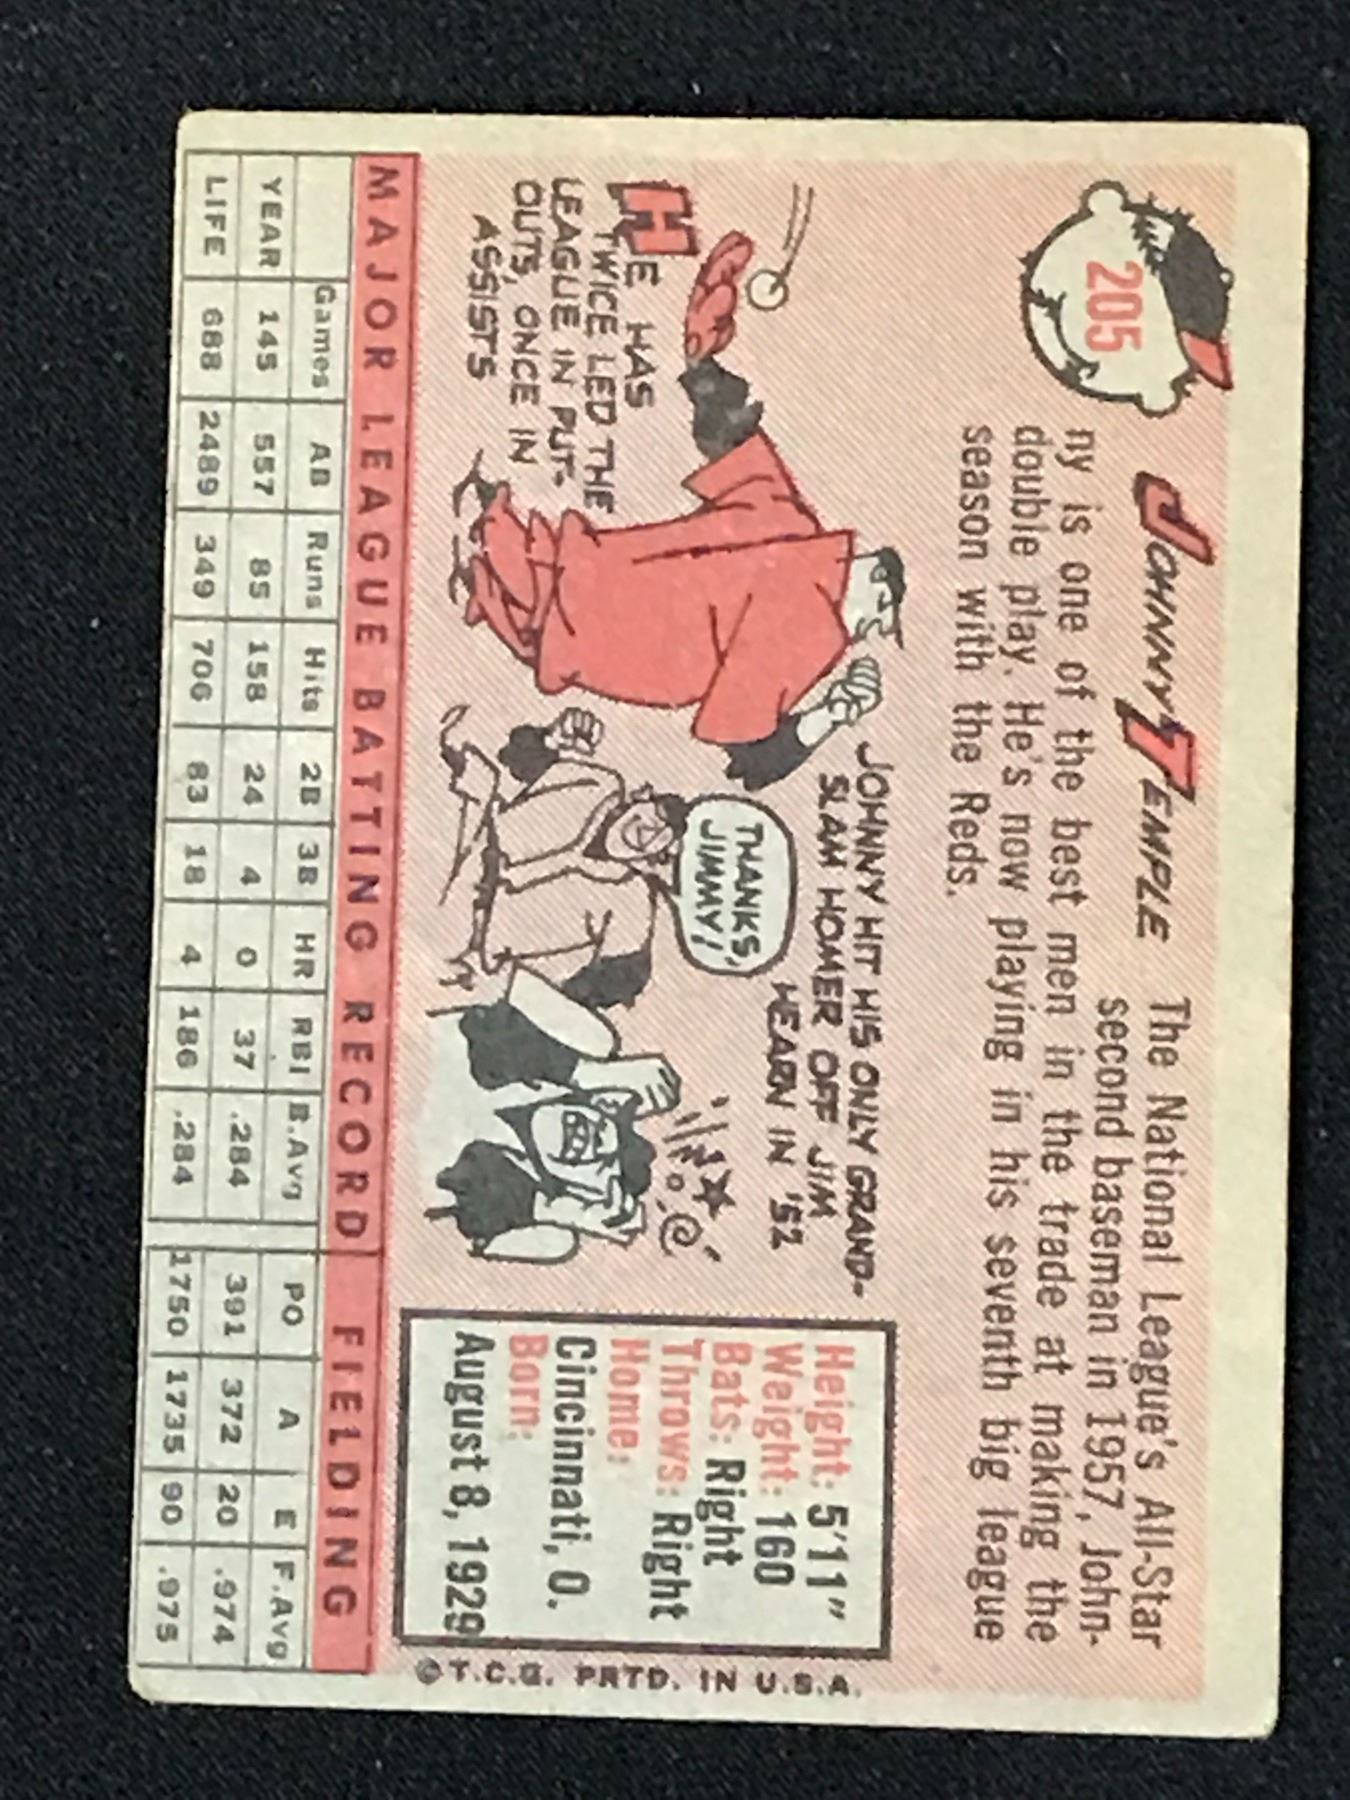 205
JOHNNY TEMPLE The National League's All-Star
second baseman in 1957, John-
ny is one of the best men in the trade at making the
double play. He's now playing in his seventh big league
season with the Reds.
HE HAS
TWICE LED THE
LEAGUE IN PUT-
OUTS, ONCE IN
ASSISTS
JOHNNY HIT HIS ONLY GRAND-
SLAM HOMER OFF JIM
HEARN IN '52
THANKS,
JIMMY!
Height: 5'11"
Weight: 160
Bats: Right
Throws: Right
Home:
Cincinnati, O.
Born:
August 8, 1929
©T.C.G. PRTD. IN U.S.A.
MAJOR LEAGUE BATTING RECORD FIELDING
Games AB Runs Hits 2B 3B HR RBI B.Avg PO A E F.Avg
YEAR 145 557 85 158 24 4 0 37 .284 391 372 20 .974
LIFE 688 2489 349 706 83 18 4 186 .284 1750 1735 90 .975